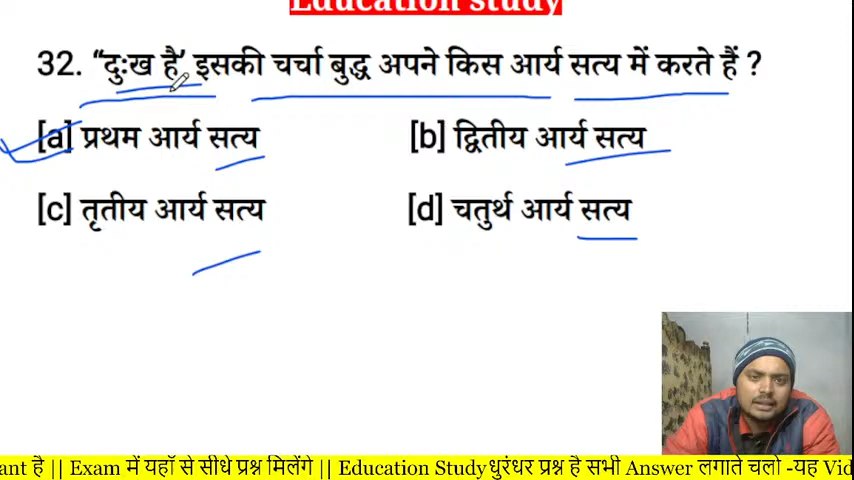 Education study
32. “दुःख है’ इसकी चर्चा बुद्ध अपने किस आर्य सत्य में करते हैं ?
[a] प्रथम आर्य सत्य [b] द्वितीय आर्य सत्य
[c] तृतीय आर्य सत्य [d] चतुर्थ आर्य सत्य
ant है || Exam में यहाँ से सीधे प्रश्न मिलेंगे || Education Study धुरंधर प्रश्न है सभी Answer लगाते चलो -यह Vid